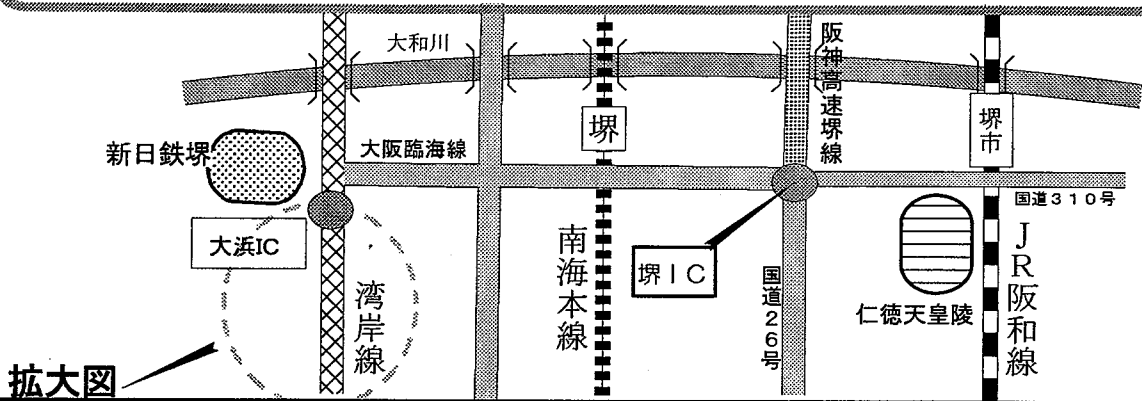 大和川
阪神高速堺線
堺
堺市
新日鉄堺
大阪臨海線
国道310号
大浜IC
湾岸線
南海本線
堺IC
国道26号
仁徳天皇陵
JR阪和線
拡大図